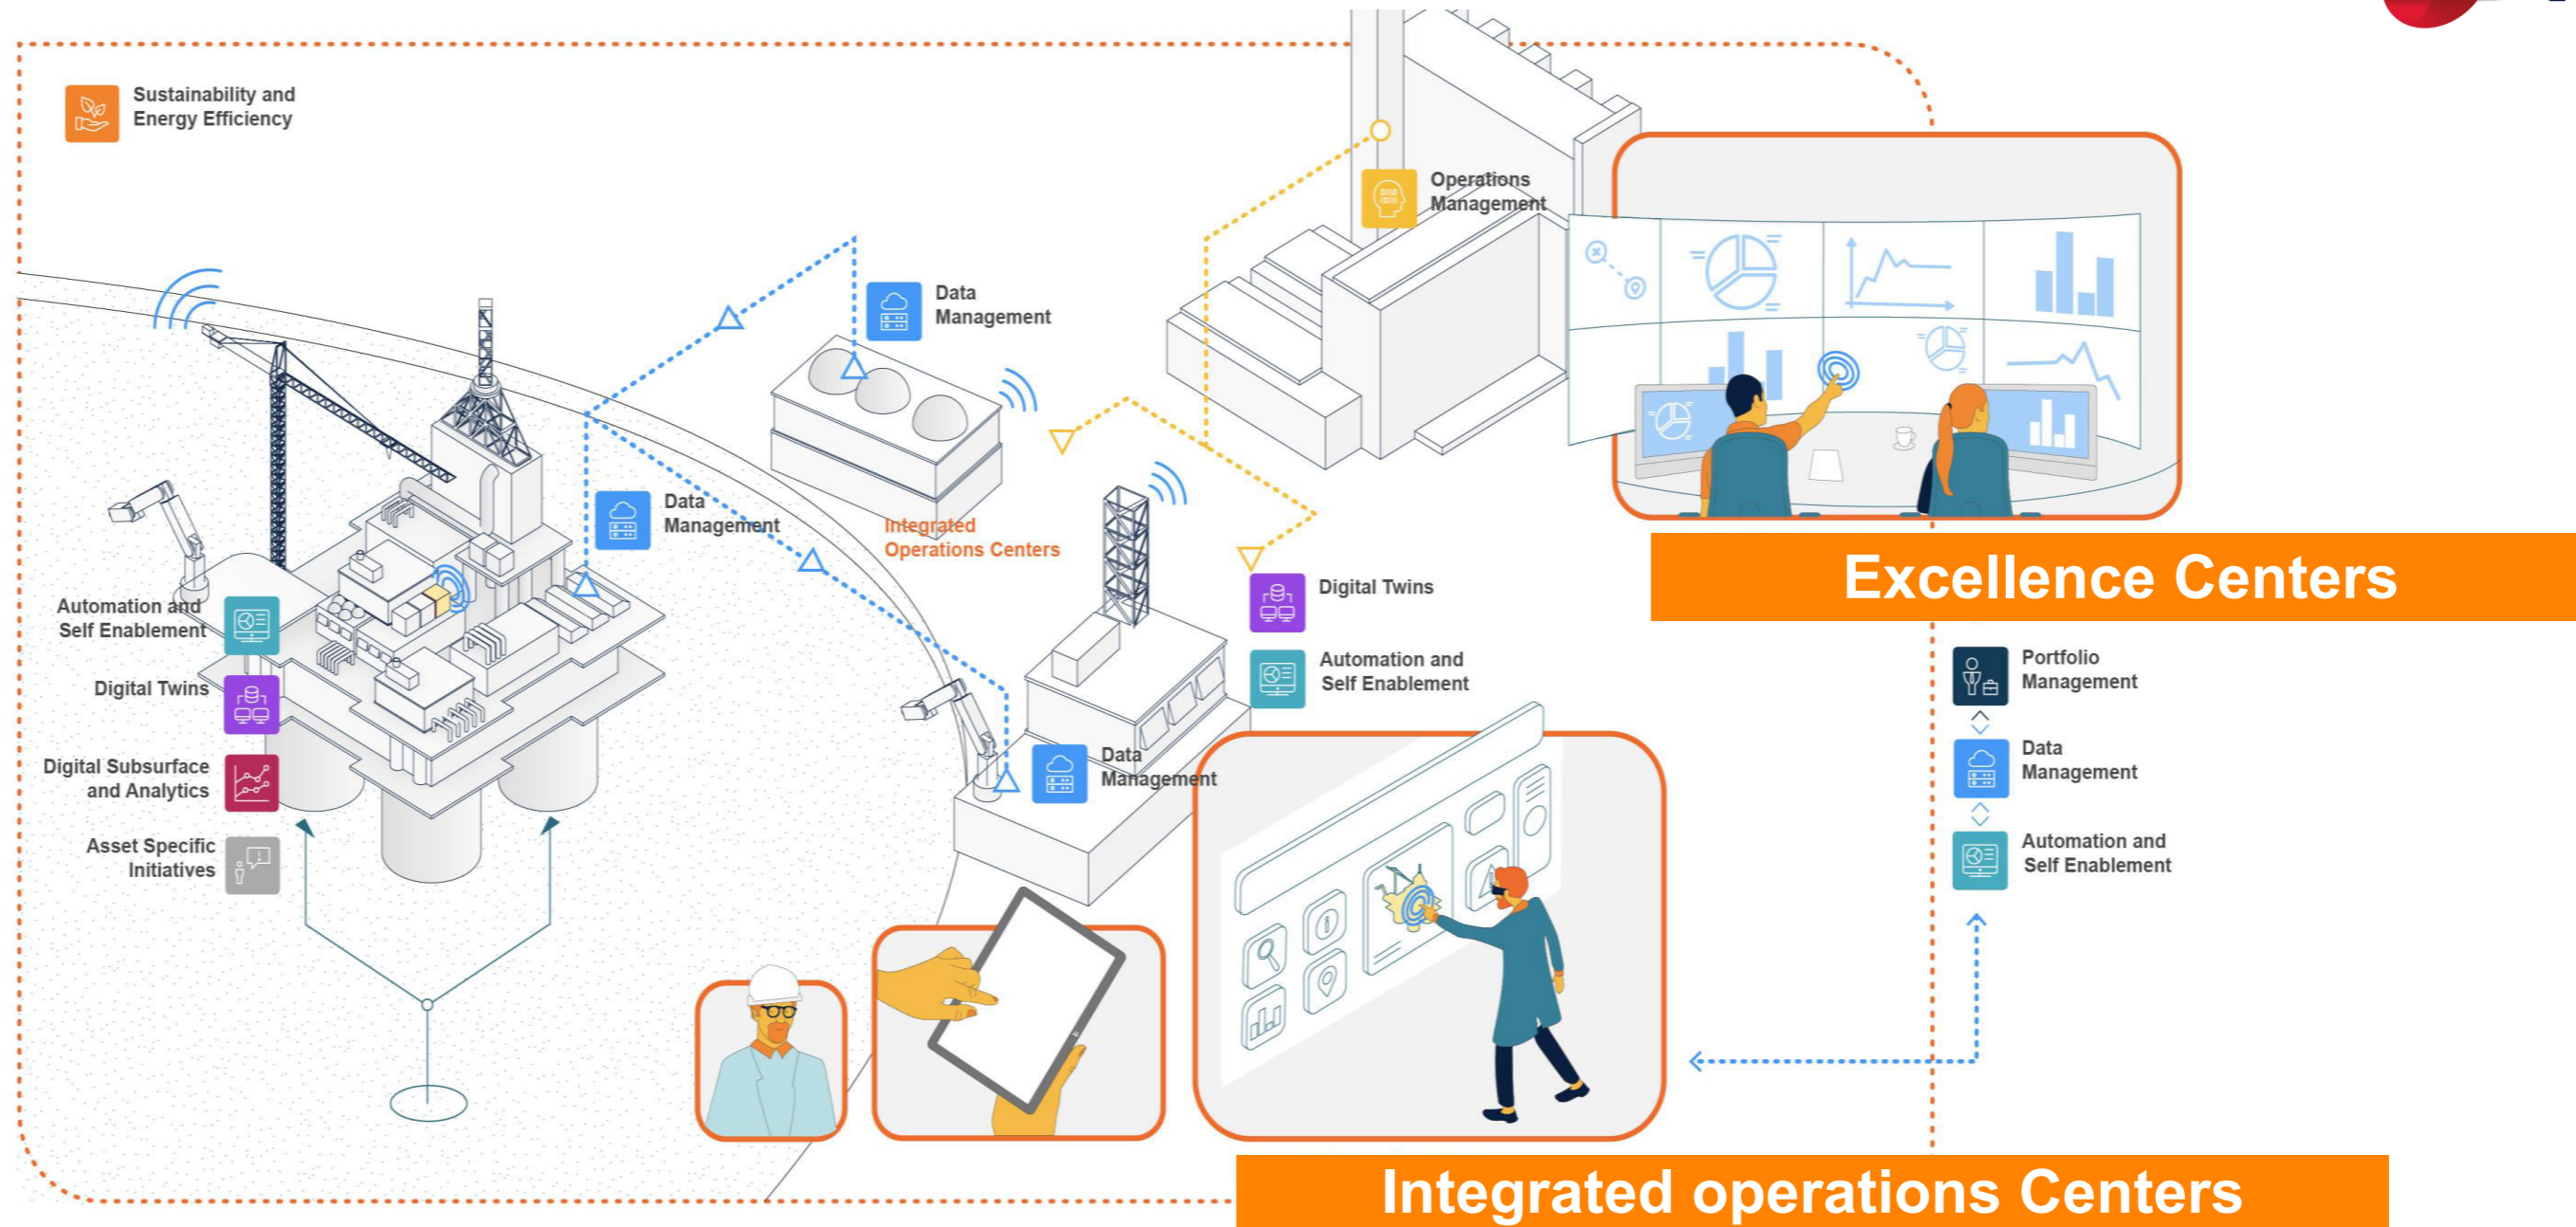 Sustainability and
Energy Efficiency
Operations
Management
Data
Management
Data
Management
Integrated
Operations Centers
Excellence Centers
Automation and
Self Enablement
Digital Twins
Digital Subsurface
and Analytics
Asset Specific
Initiatives
Digital Twins
Automation and
Self Enablement
Data
Management
Portfolio
Management
Data
Management
Automation and
Self Enablement
Integrated operations Centers